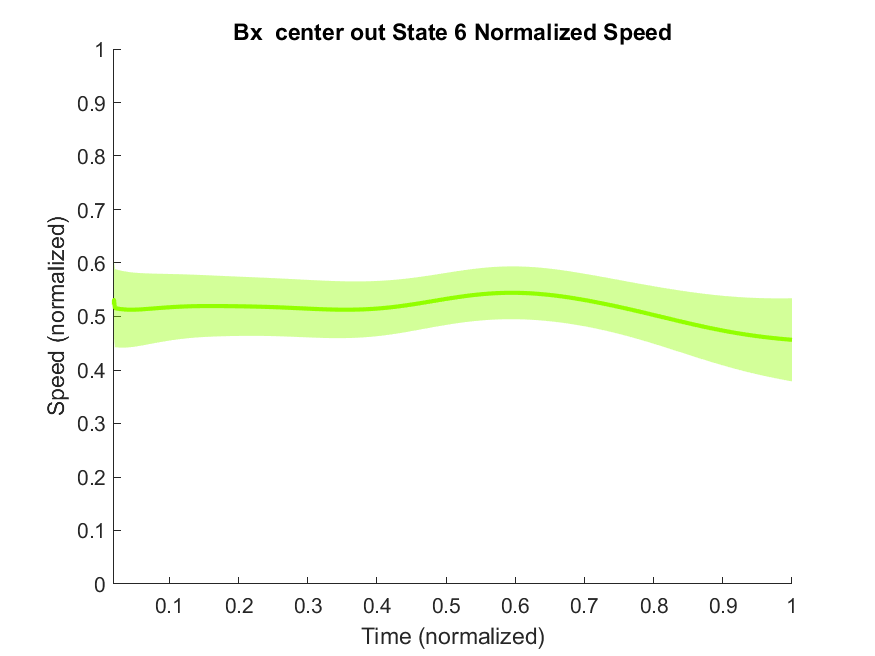 Bx  center out State 6 Normalized Speed
1
0.9
0.8
0.7
0.6
0.5
0.4
0.3
0.2
0.1
0
Speed (normalized)
0.1 0.2 0.3 0.4 0.5 0.6 0.7 0.8 0.9 1
Time (normalized)